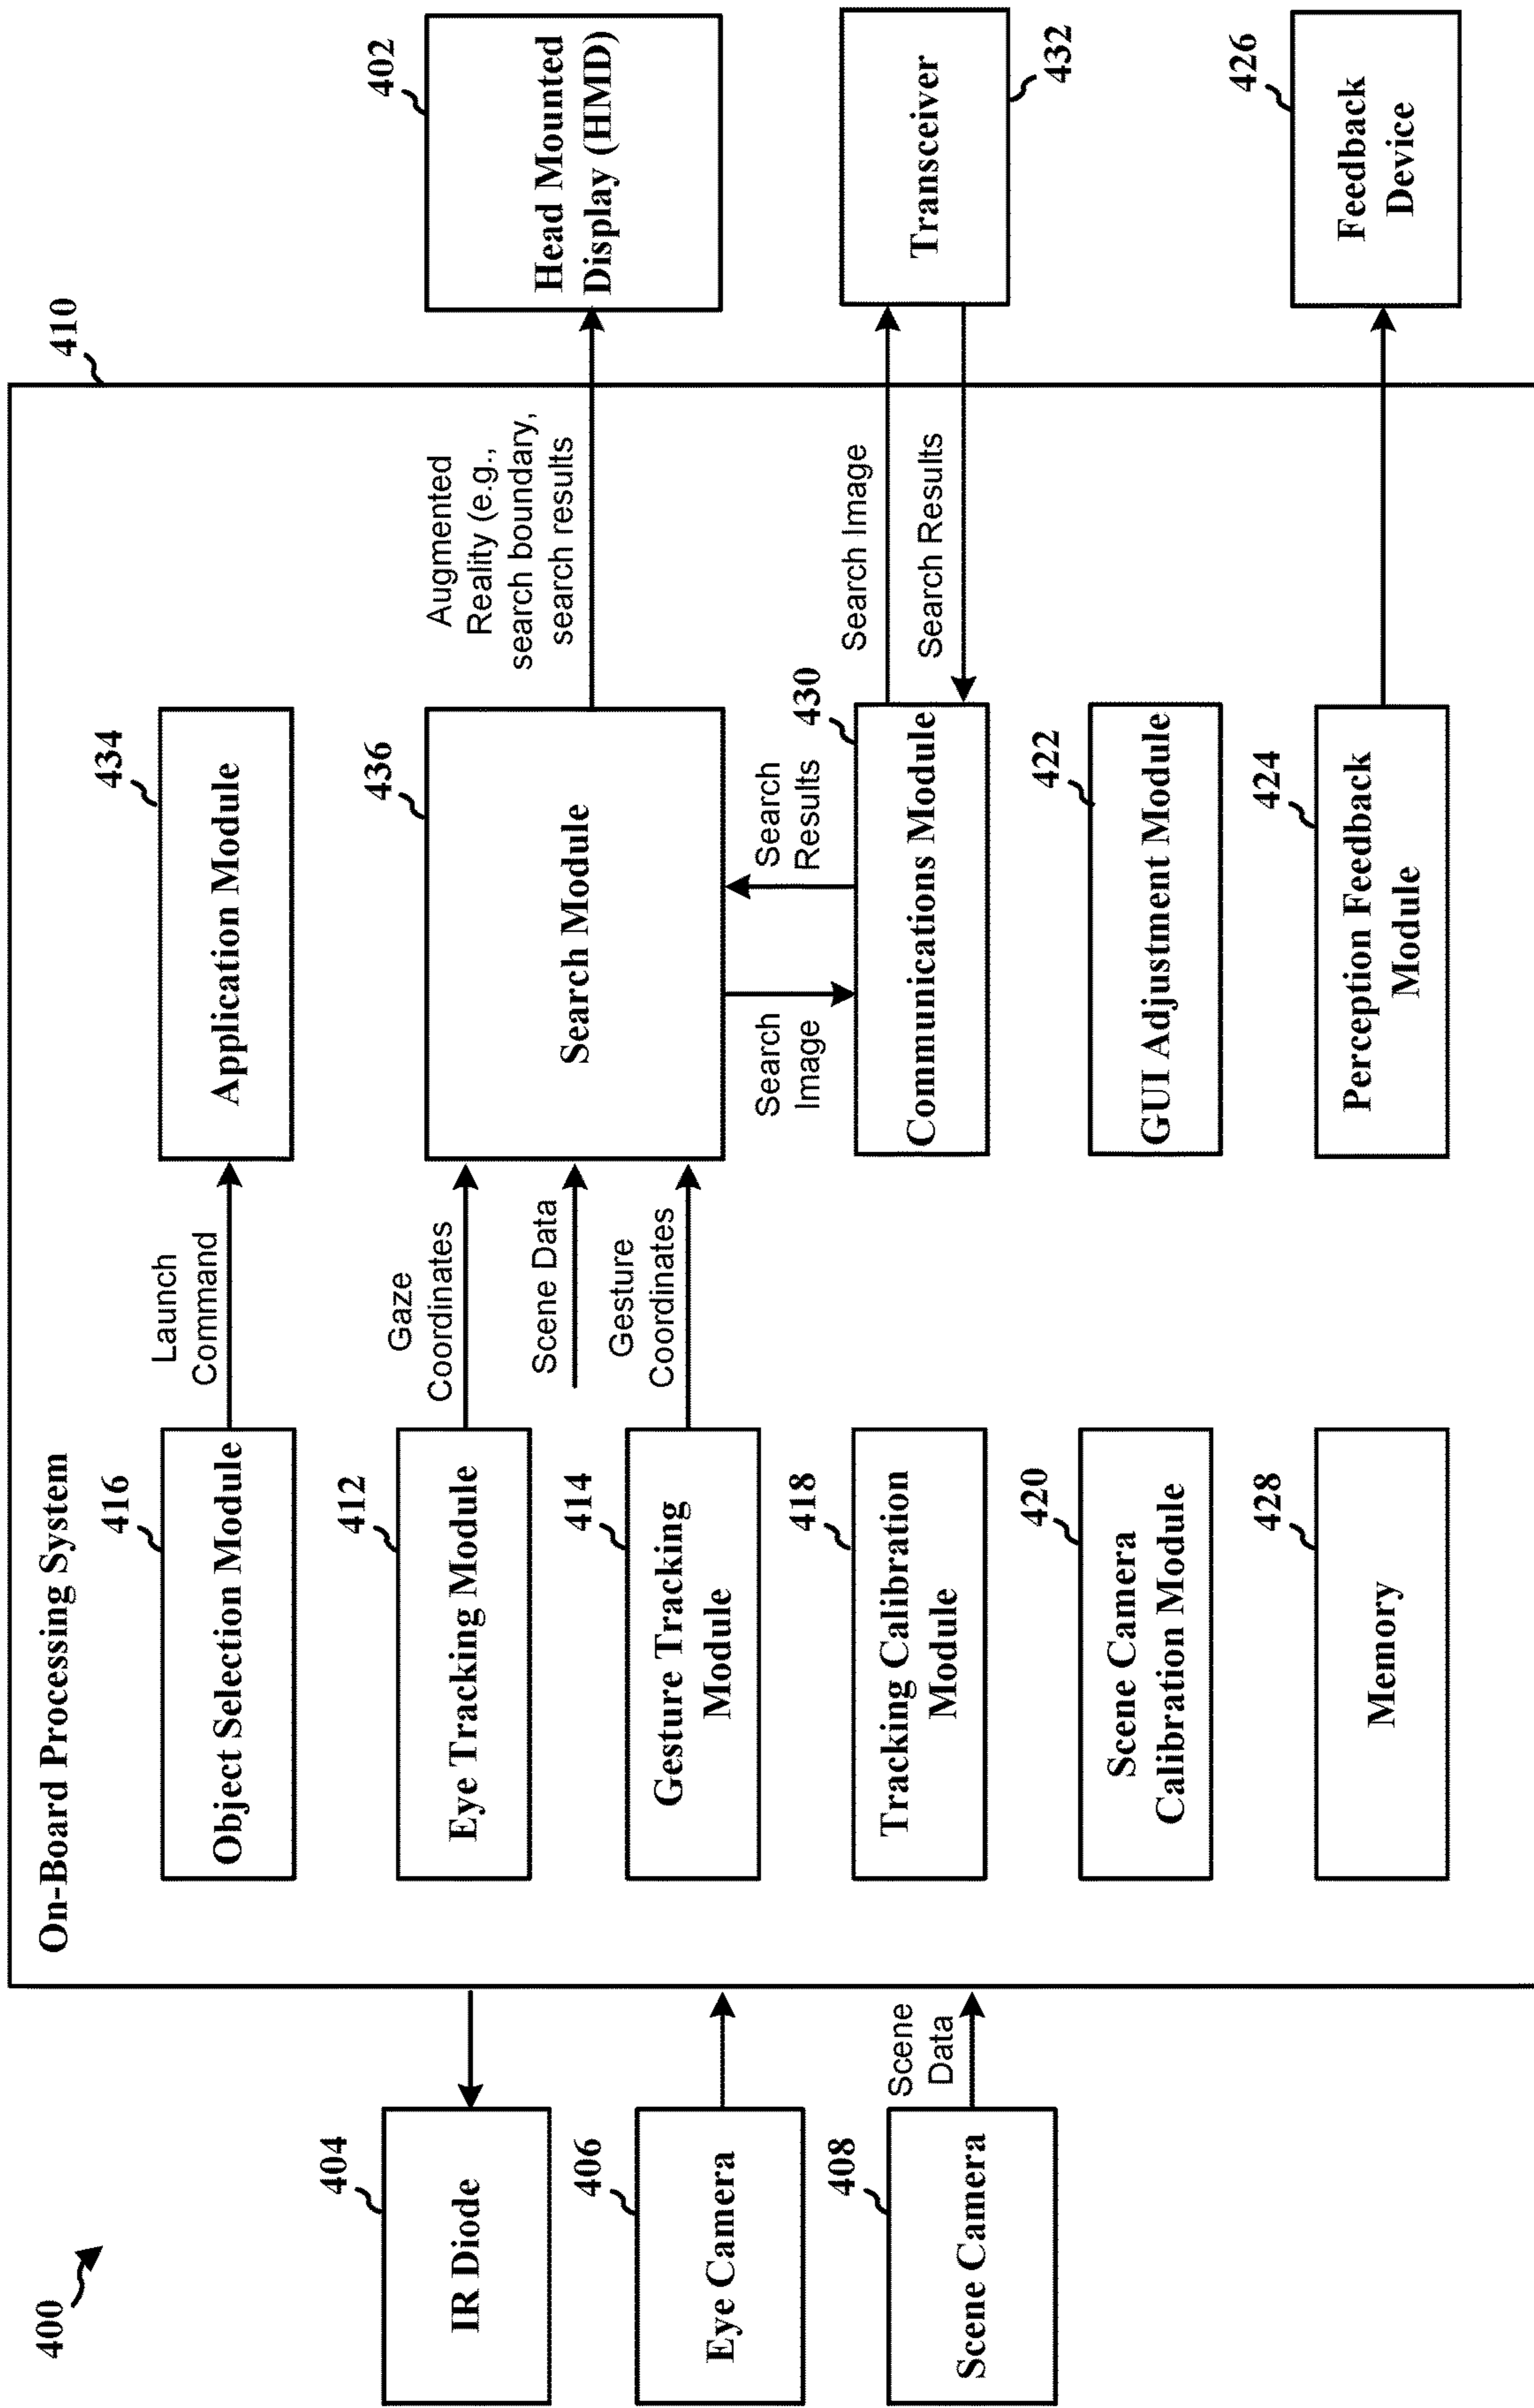 400
On-Board Processing System
410
404
IR Diode
406
Eye Camera
408
Scene Camera
Scene
Data
416
Object Selection Module
412
Eye Tracking Module
414
Gesture Tracking
Module
418
Tracking Calibration
Module
420
Scene Camera
Calibration Module
428
Memory
Launch
Command
Gaze
Coordinates
Scene Data
Gesture
Coordinates
434
Application Module
436
Search Module
Search
Image
Search
Results
430
Communications Module
422
GUI Adjustment Module
424
Perception Feedback
Module
Augmented
Reality (e.g.,
search boundary,
search results
Search Image
Search Results
402
Head Mounted
Display (HMD)
Transceiver
432
426
Feedback
Device